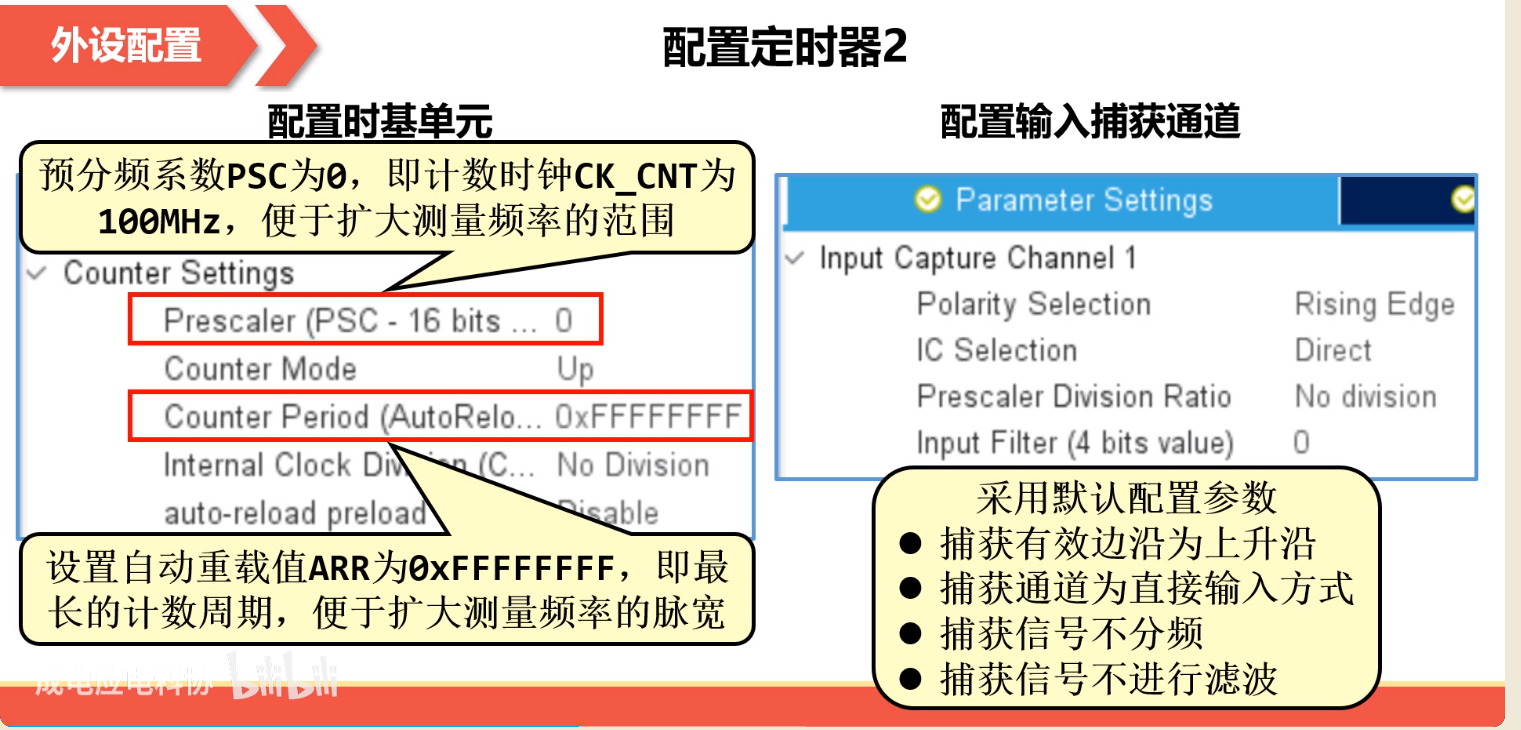 外设配置
配置定时器2
配置时基单元
预分频系数PSC为0，即计数时钟CK_CNT为
100MHz，便于扩大测量频率的范围
Counter Settings
Prescaler (PSC - 16 bits ... 0
Counter Mode Up
Counter Period (AutoRelo... 0xFFFFFFFF
Internal Clock Division (C... No Division
auto-reload preload Disable
设置自动重载值ARR为0xFFFFFFFF，即最
长的计数周期，便于扩大测量频率的脉宽
配置输入捕获通道
Parameter Settings
Input Capture Channel 1
Polarity Selection Rising Edge
IC Selection Direct
Prescaler Division Ratio No division
Input Filter (4 bits value) 0
采用默认配置参数
● 捕获有效边沿为上升沿
● 捕获通道为直接输入方式
● 捕获信号不分频
● 捕获信号不进行滤波
成电应电科协 bilibili